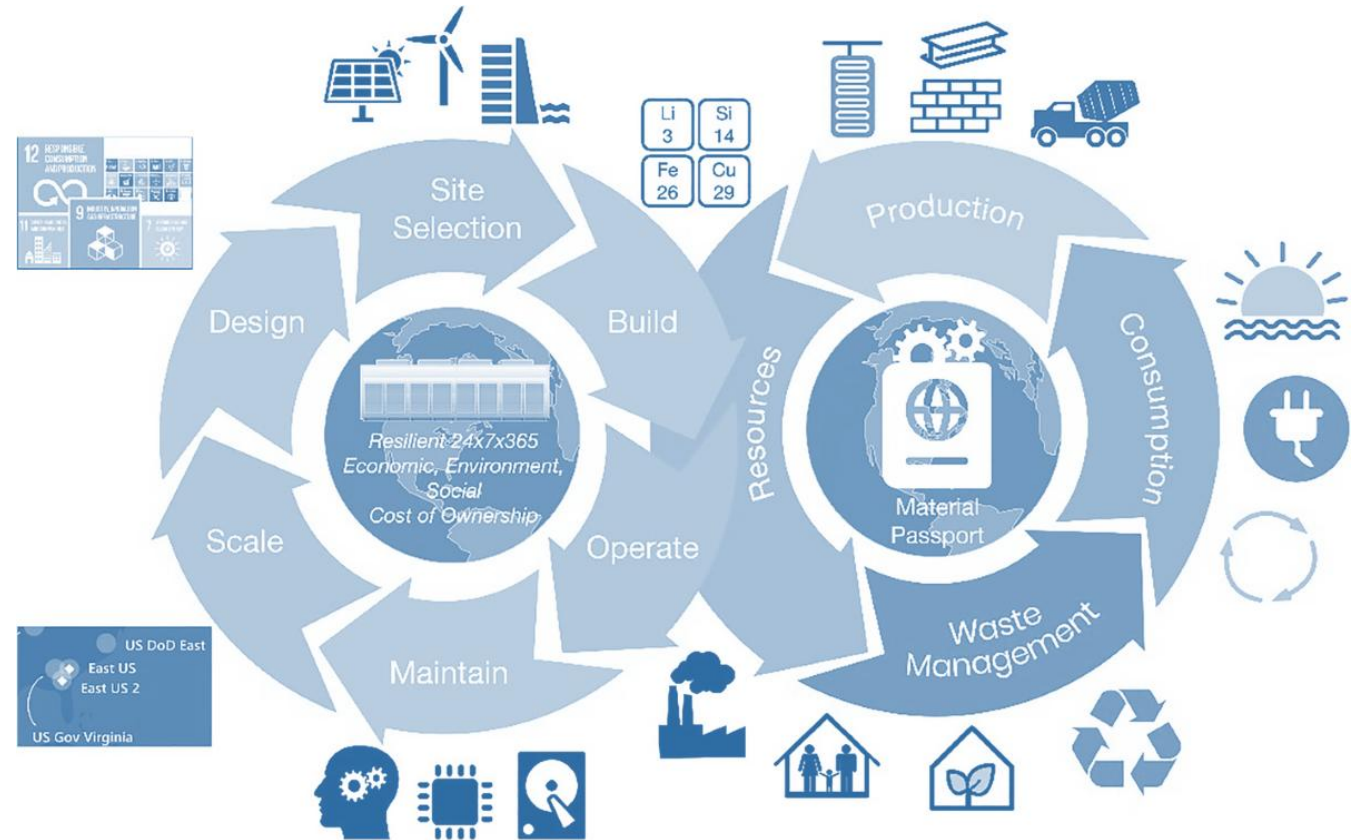 Li
3
Si
14
Fe
26
Cu
29
12 RESPONSIBLE
CONSUMPTION
AND PRODUCTION
9
11
7
Site
Selection
Production
Design
Build
Resources
Consumption
Resilient 24x7x365
Economic, Environment,
Social
Cost of Ownership
Material
Passport
Scale
Operate
Maintain
Waste
Management
US DoD East
East US
East US 2
US Gov Virginia